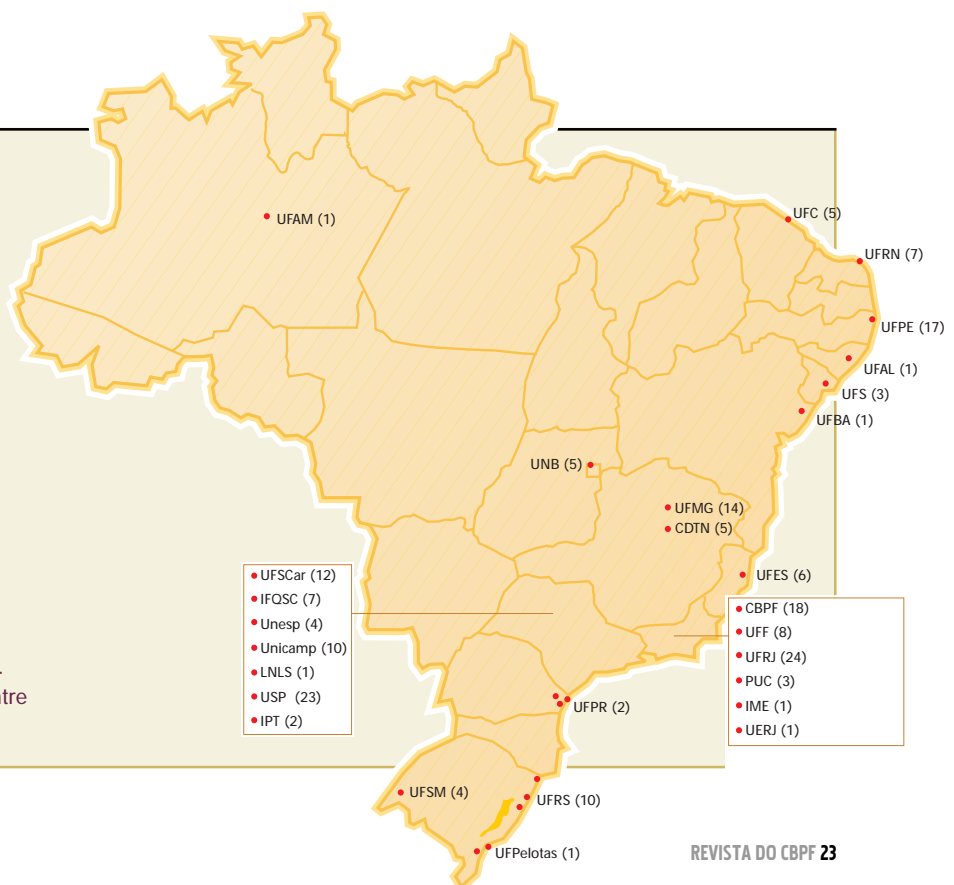 UFAM (1)
UFC (5)
UFRN (7)
UFPE (17)
UFAL (1)
UFS (3)
UFBA (1)
UNB (5)
UFMG (14)
CDTN (5)
UFES (6)
UFSCar (12)
IFQSC (7)
Unesp (4)
Unicamp (10)
LNLS (1)
USP (23)
IPT (2)
CBPF (18)
UFF (8)
UFRJ (24)
PUC (3)
IME (1)
UERJ (1)
UFPR (2)
UFSM (4)
UFRS (10)
UFPelotas (1)
REVISTA DO CBPF 23